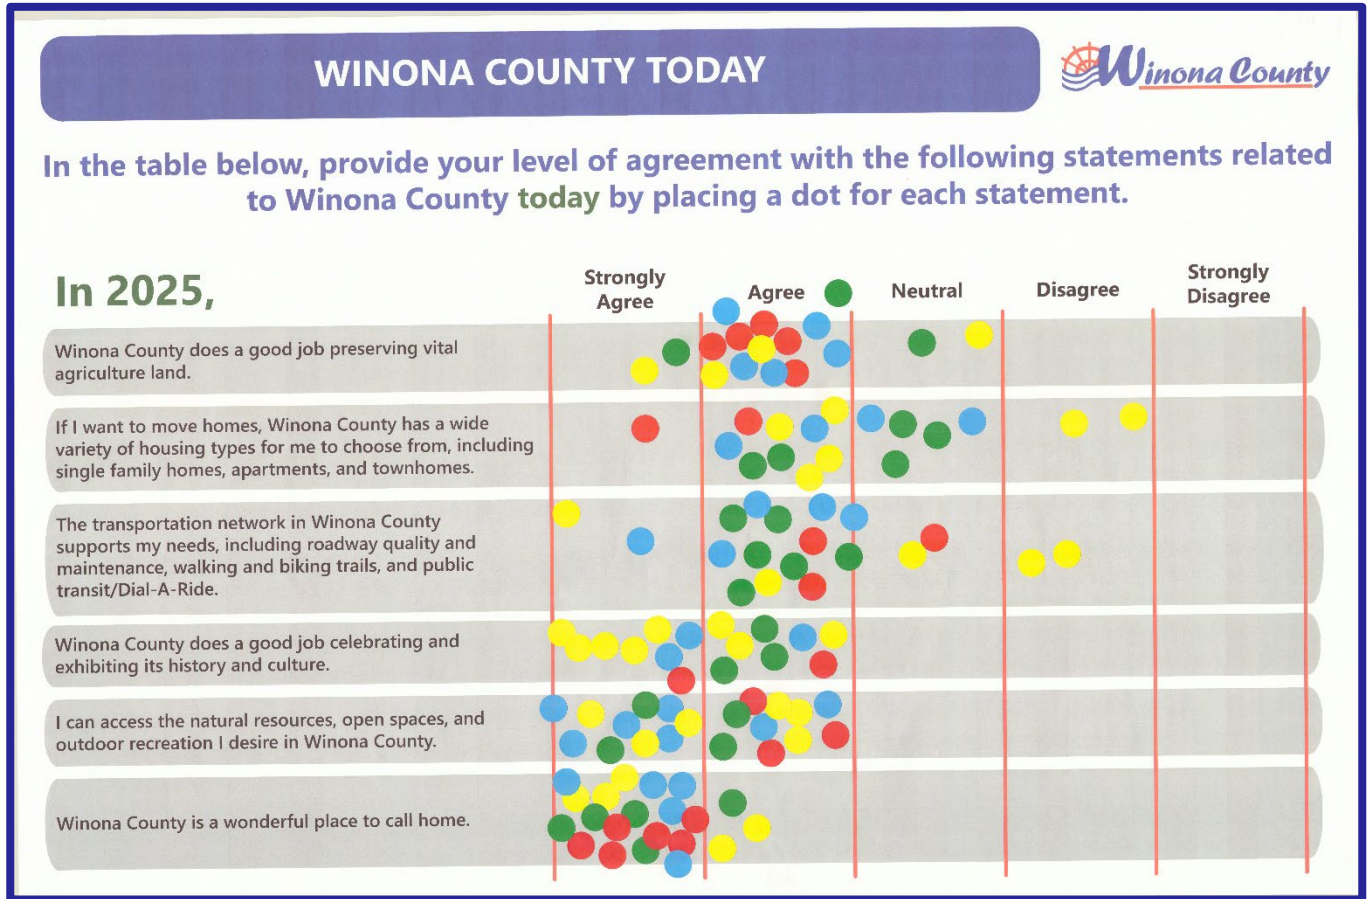 WINONA COUNTY TODAY
Winona County
In the table below, provide your level of agreement with the following statements related
to Winona County today by placing a dot for each statement.
In 2025,
Strongly
Agree
Agree
Neutral
Disagree
Strongly
Disagree
Winona County does a good job preserving vital
agriculture land.
If I want to move homes, Winona County has a wide
variety of housing types for me to choose from, including
single family homes, apartments, and townhomes.
The transportation network in Winona County
supports my needs, including roadway quality and
maintenance, walking and biking trails, and public
transit/Dial-A-Ride.
Winona County does a good job celebrating and
exhibiting its history and culture.
I can access the natural resources, open spaces, and
outdoor recreation I desire in Winona County.
Winona County is a wonderful place to call home.